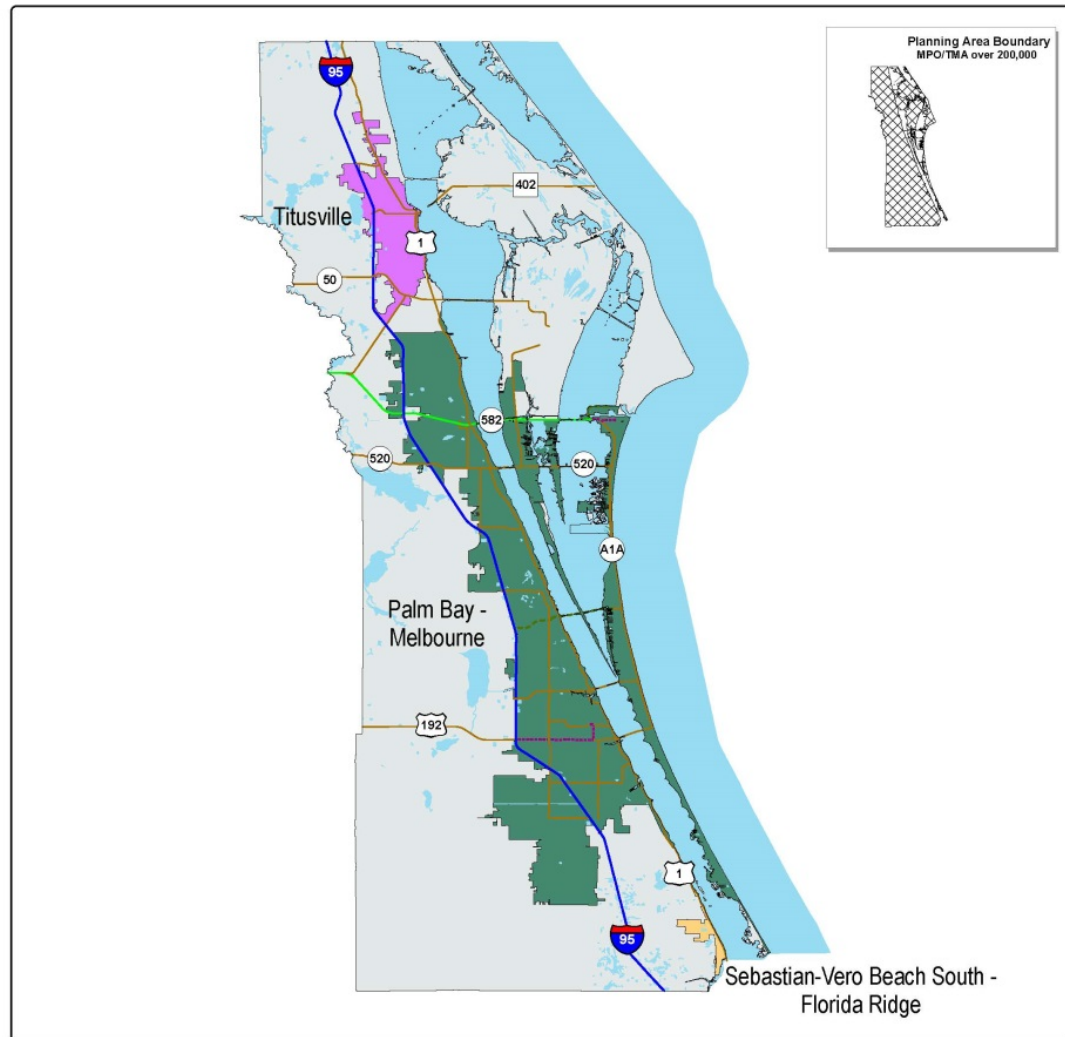 Planning Area Boundary
MPO/TMA over 200,000
95
402
Titusville
1
50
582
520
520
A1A
Palm Bay -
Melbourne
192
1
95
Sebastian-Vero Beach South -
Florida Ridge